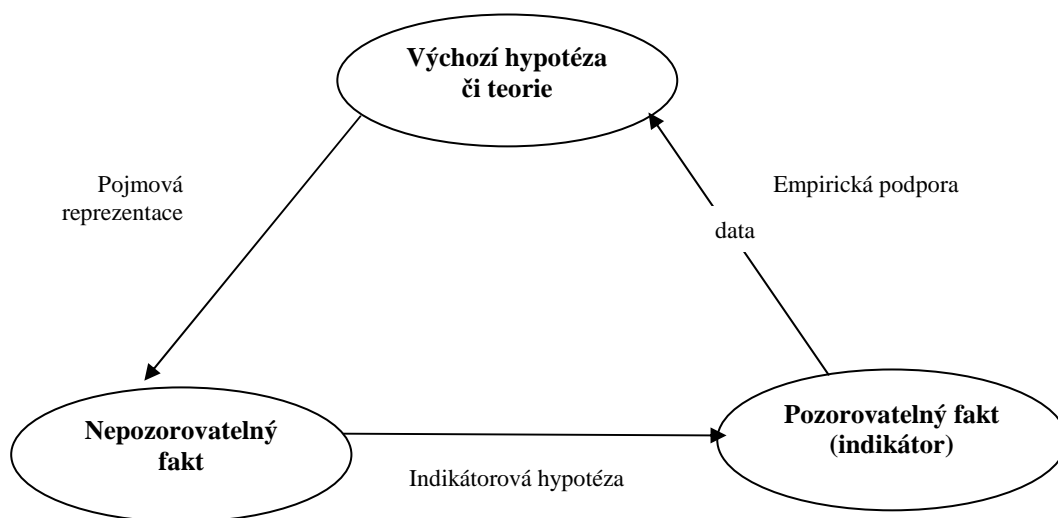 Výchozí hypotéza
či teorie
Pojmová
reprezentace
Empirická podpora
data
Nepozorovatelný
fakt
Pozorovatelný fakt
(indikátor)
Indikátorová hypotéza